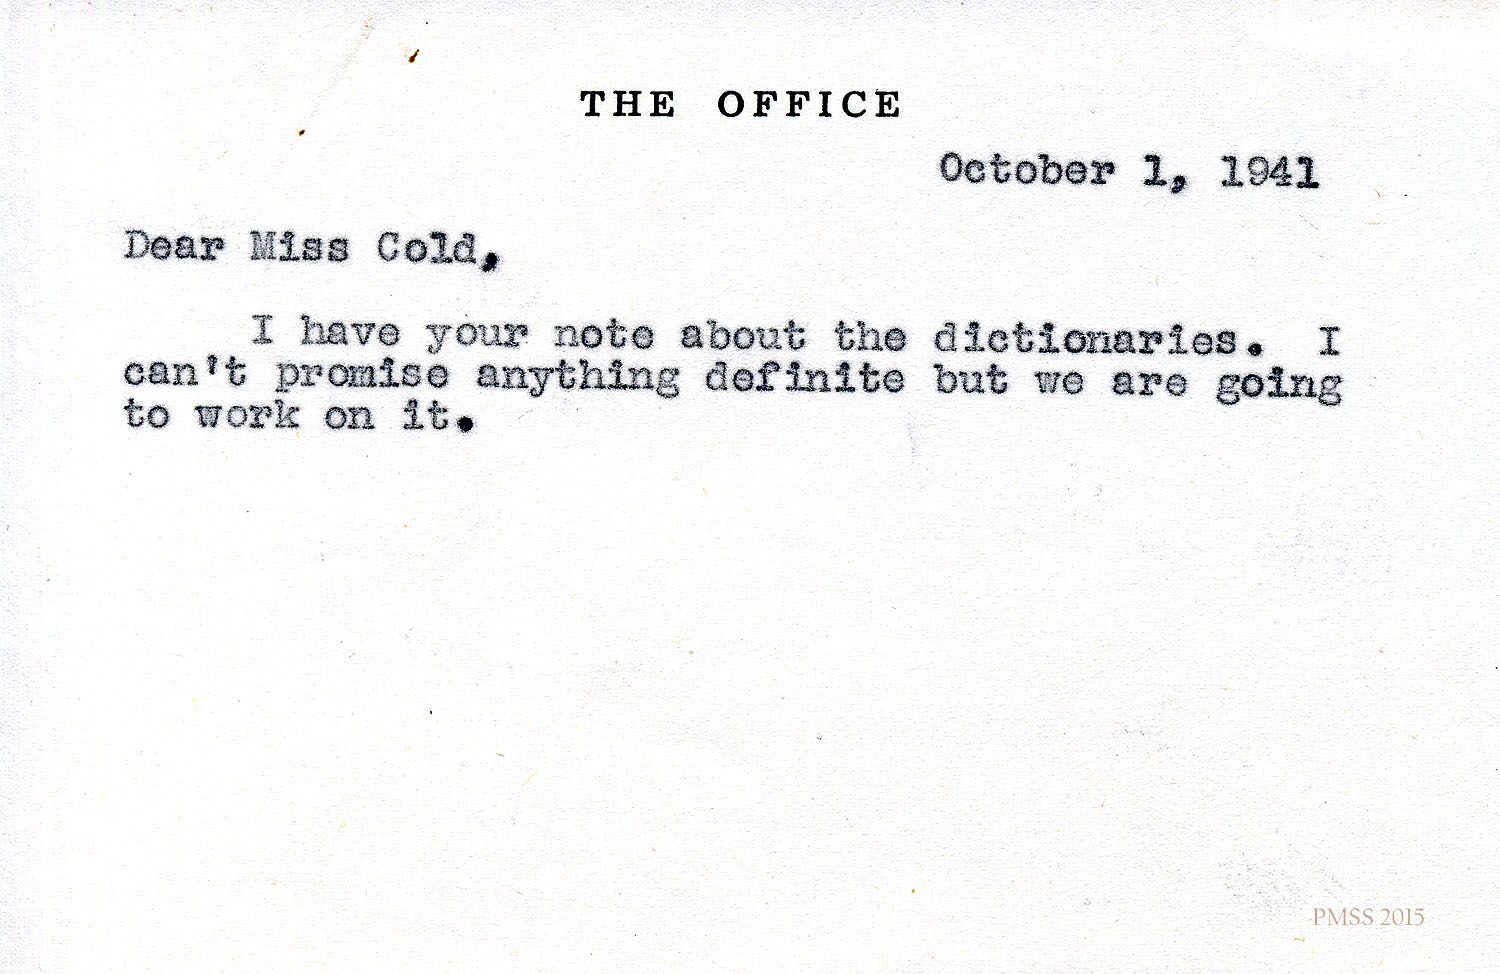 THE OFFICE
October 1, 1941
Dear Miss Cold,
I have your note about the dictionaries. I
can't promise anything definite but we are going
to work on it.
PMSS 2015